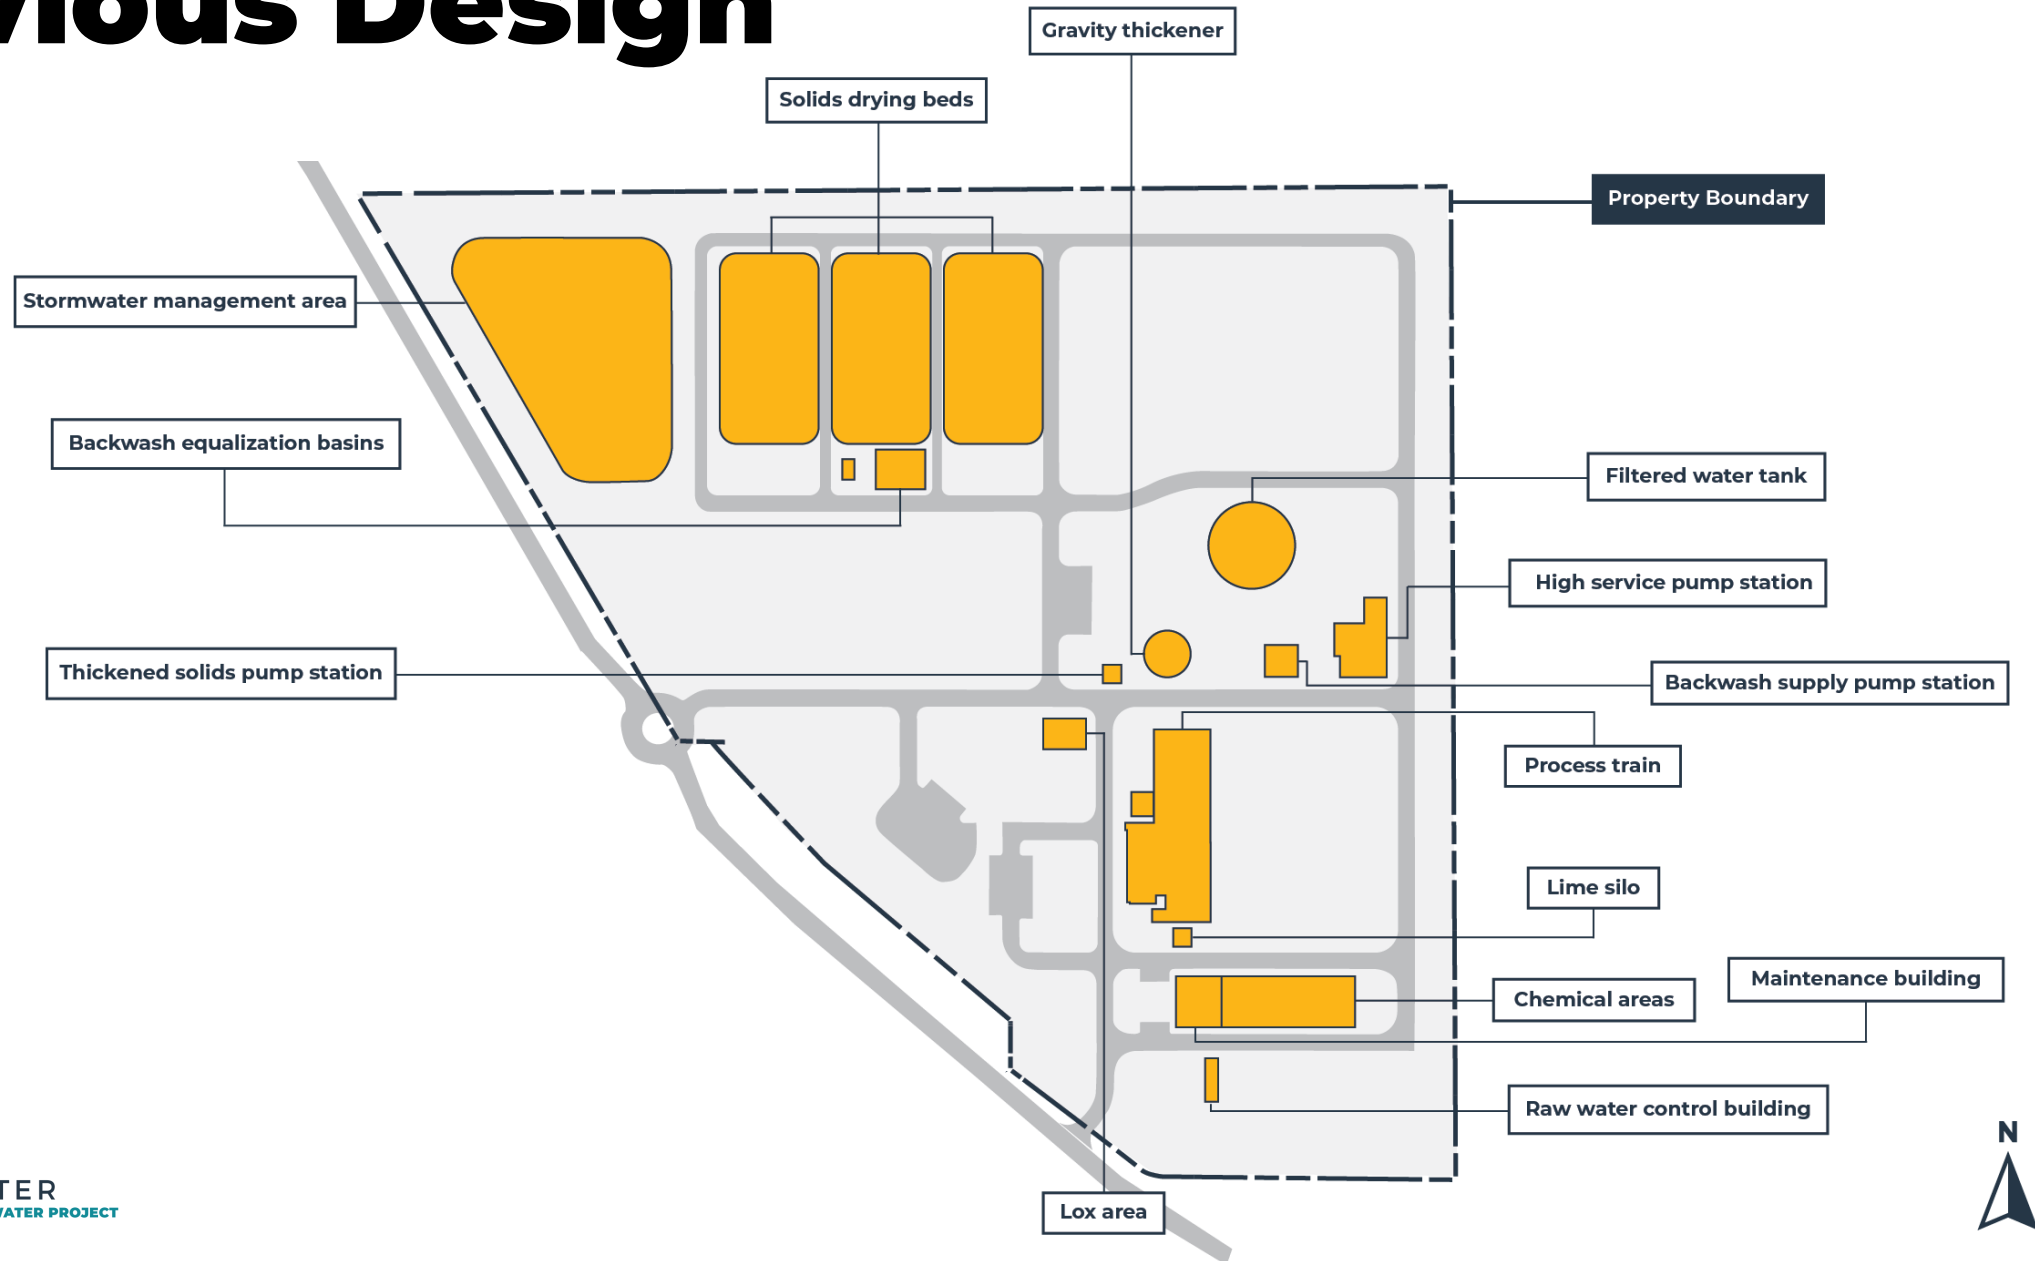 Design
Gravity thickener
Solids drying beds
Property Boundary
Stormwater management area
Backwash equalization basins
Filtered water tank
High service pump station
Thickened solids pump station
Backwash supply pump station
Process train
Lime silo
Maintenance building
Chemical areas
Raw water control building
N
Lox area
TER
WATER PROJECT